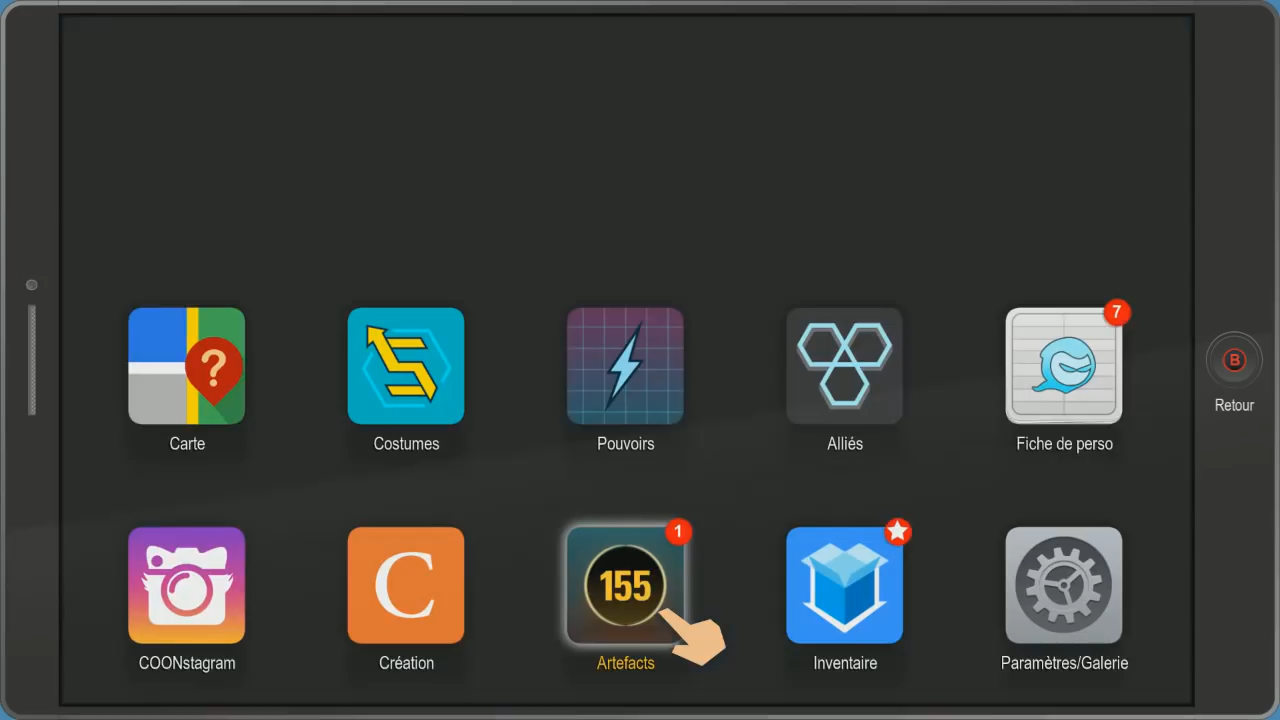 ?
7
Carte
Costumes
Pouvoirs
Alliés
Fiche de perso
B
Retour
C
155
1
COONstagram
Création
Artefacts
Inventaire
Paramètres/Galerie